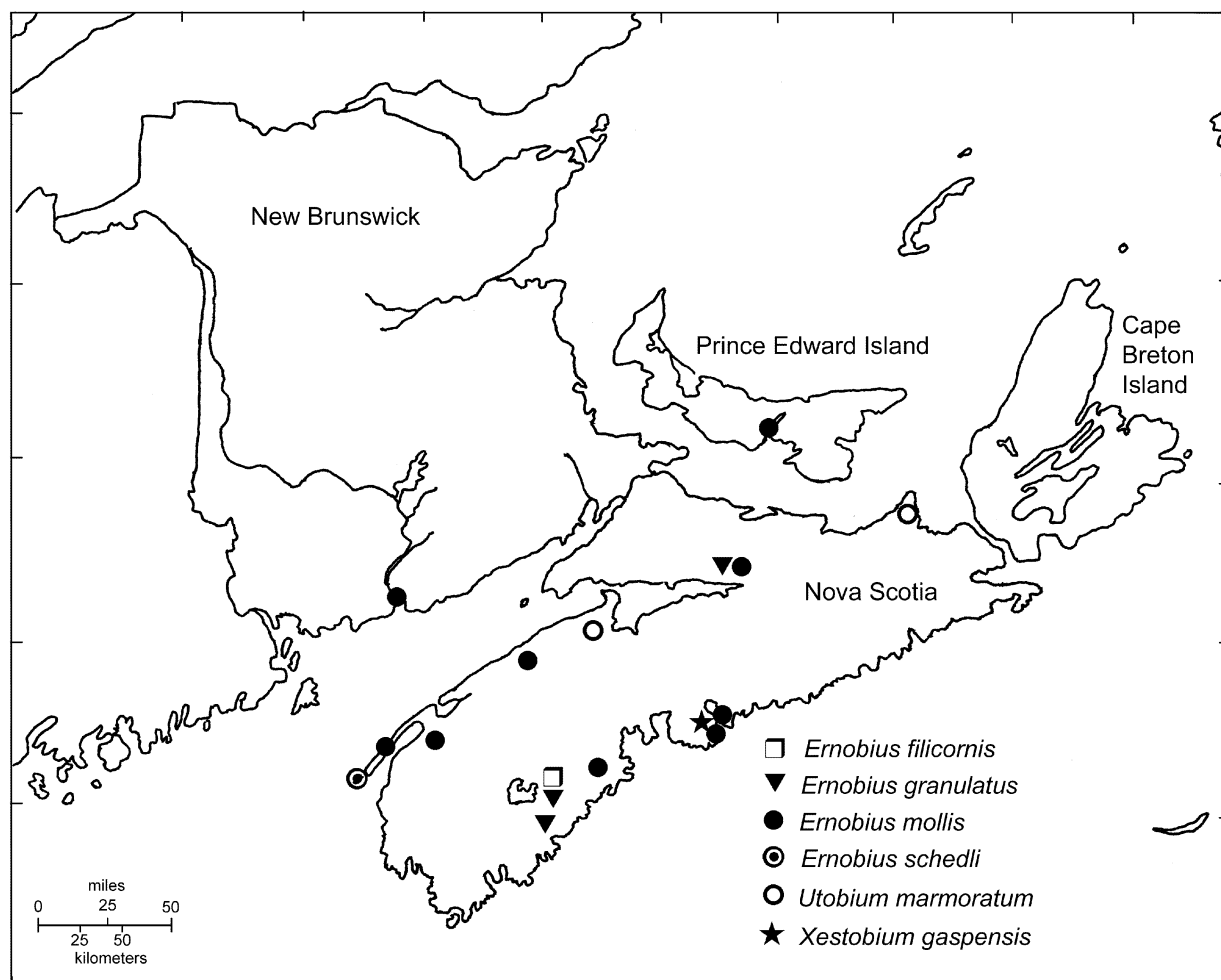 New Brunswick
Prince Edward Island
Cape
Breton
Island
Nova Scotia
Ernobius filicornis
Ernobius granulatus
Ernobius mollis
Ernobius schedli
Utobium marmoratum
Xestobium gaspensis
miles
0 25 50
25 50
kilometers